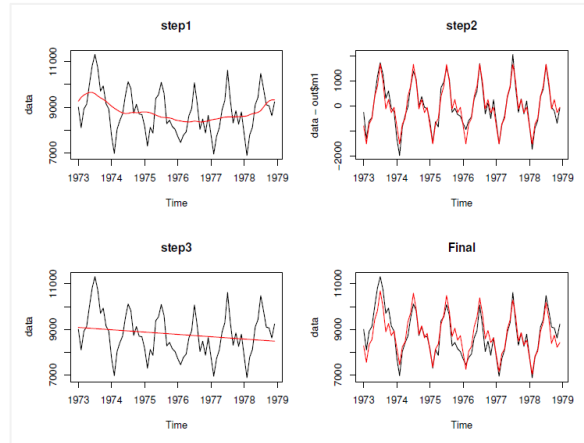 step1
data
7000 9000 11000
1973 1974 1975 1976 1977 1978 1979
Time
step2
data − out$m1
−2000 0 1000
1973 1974 1975 1976 1977 1978 1979
Time
step3
data
7000 9000 11000
1973 1974 1975 1976 1977 1978 1979
Time
Final
data
7000 9000 11000
1973 1974 1975 1976 1977 1978 1979
Time